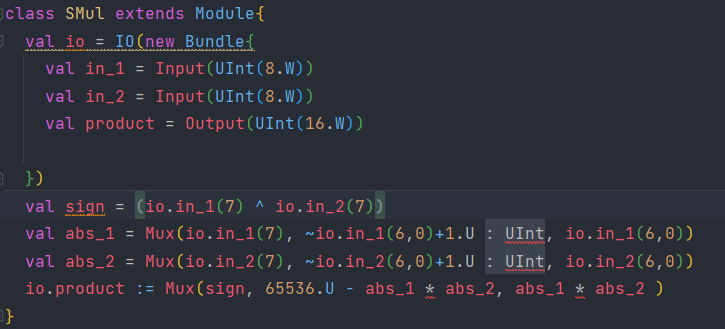 class SMul extends Module{
val io = IO(new Bundle{
val in_1 = Input(UInt(8.W))
val in_2 = Input(UInt(8.W))
val product = Output(UInt(16.W))
})
val sign = (io.in_1(7) ^ io.in_2(7))
val abs_1 = Mux(io.in_1(7), ~io.in_1(6,0)+1.U : UInt, io.in_1(6,0))
val abs_2 = Mux(io.in_2(7), ~io.in_2(6,0)+1.U : UInt, io.in_2(6,0))
io.product := Mux(sign, 65536.U - abs_1 * abs_2, abs_1 * abs_2 )
}